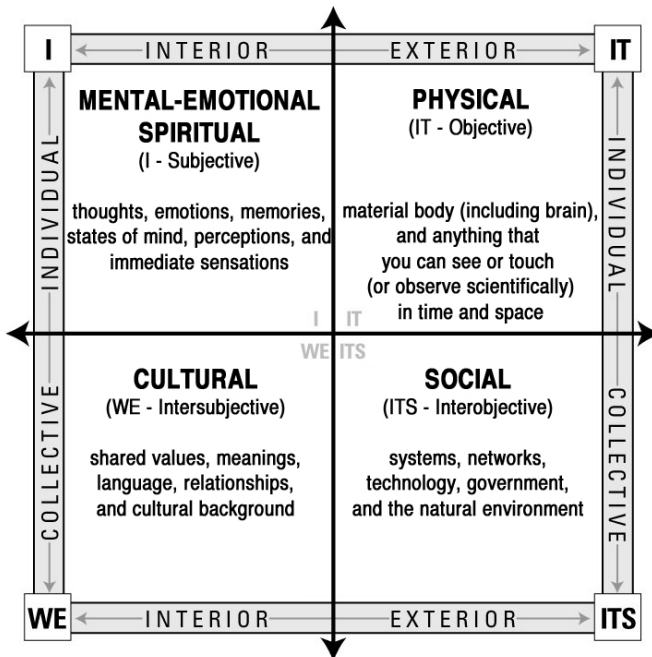 I INTERIOR EXTERIOR IT
MENTAL-EMOTIONAL
SPIRITUAL
(I - Subjective)
thoughts, emotions, memories,
states of mind, perceptions, and
immediate sensations
PHYSICAL
(IT - Objective)
material body (including brain),
and anything that
you can see or touch
(or observe scientifically)
in time and space
INDIVIDUAL
INDIVIDUAL
I IT
WE ITS
CULTURAL
(WE - Intersubjective)
shared values, meanings,
language, relationships,
and cultural background
SOCIAL
(ITS - Interobjective)
systems, networks,
technology, government,
and the natural environment
COLLECTIVE
COLLECTIVE
WE INTERIOR EXTERIOR ITS